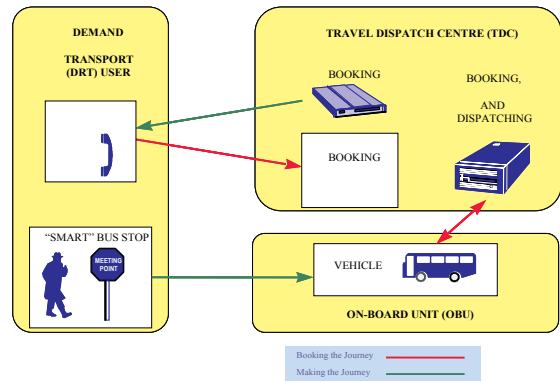 DEMAND
TRANSPORT
(DRT) USER
"SMART" BUS STOP
MEETING
POINT
TRAVEL DISPATCH CENTRE (TDC)
BOOKING
BOOKING,
AND
DISPATCHING
BOOKING
VEHICLE
ON-BOARD UNIT (OBU)
Booking the Journey
Making the Journey